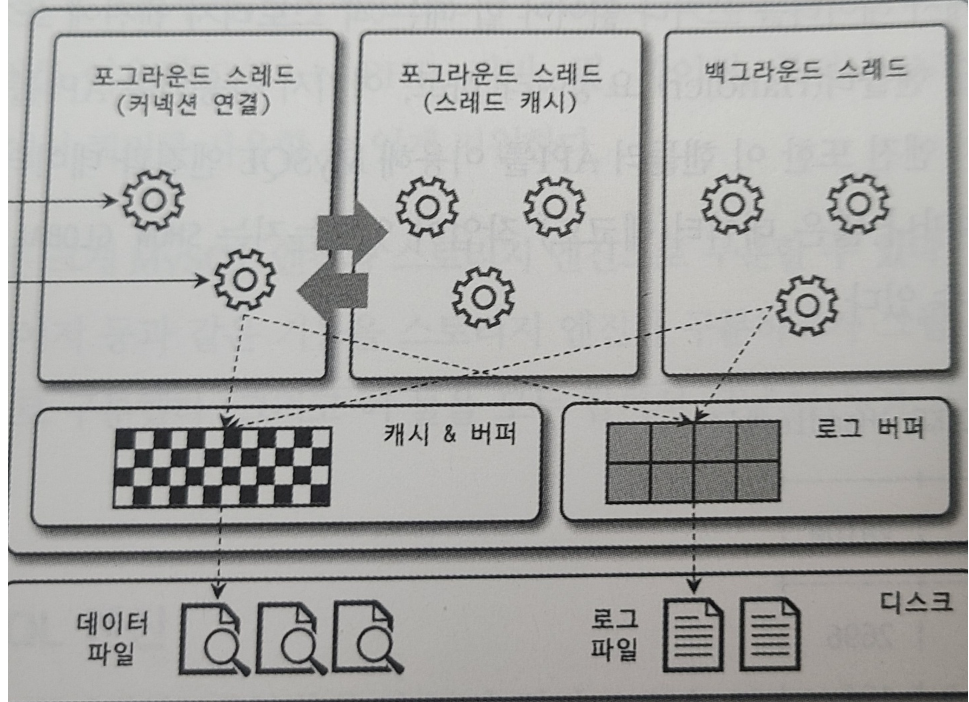 포그라운드 스레드
(커넥션 연결)
포그라운드 스레드
(스레드 캐시)
백그라운드 스레드
캐시 & 버퍼
로그 버퍼
디스크
데이터
파일
로그
파일